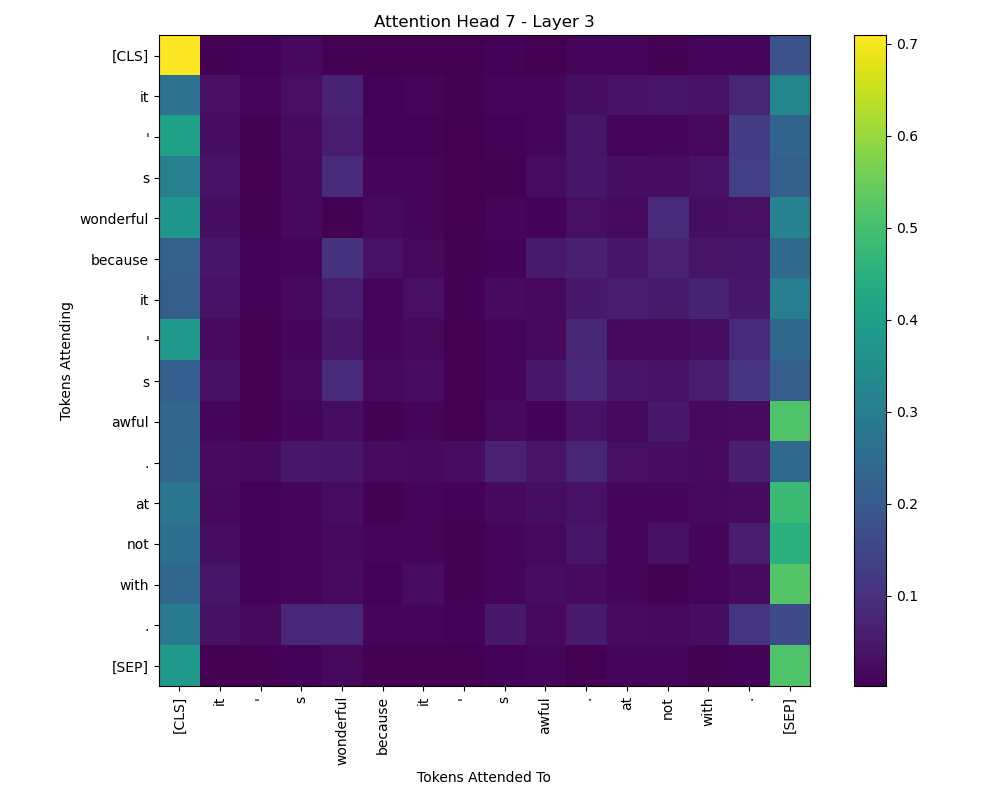 Attention Head 7 - Layer 3
[CLS]
it
'
s
wonderful
because
it
'
s
awful
.
at
not
with
.
[SEP]
Tokens Attending
[CLS]
it
'
s
wonderful
because
it
'
s
awful
.
at
not
with
.
[SEP]
Tokens Attended To
0.7
0.6
0.5
0.4
0.3
0.2
0.1